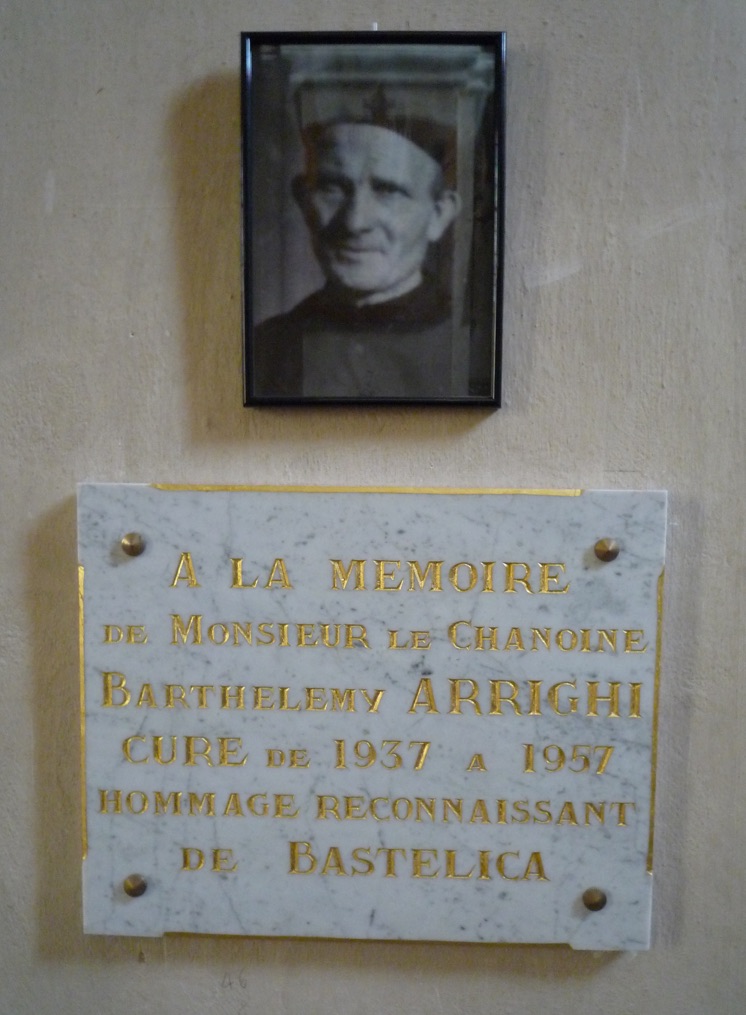 A LA MEMOIRE
DE MONSIEUR LE CHANOINE
BARTHELEMY ARRIGHI
CURE DE 1937 A 1957
HOMMAGE RECONNAISSANT
DE BASTELICA